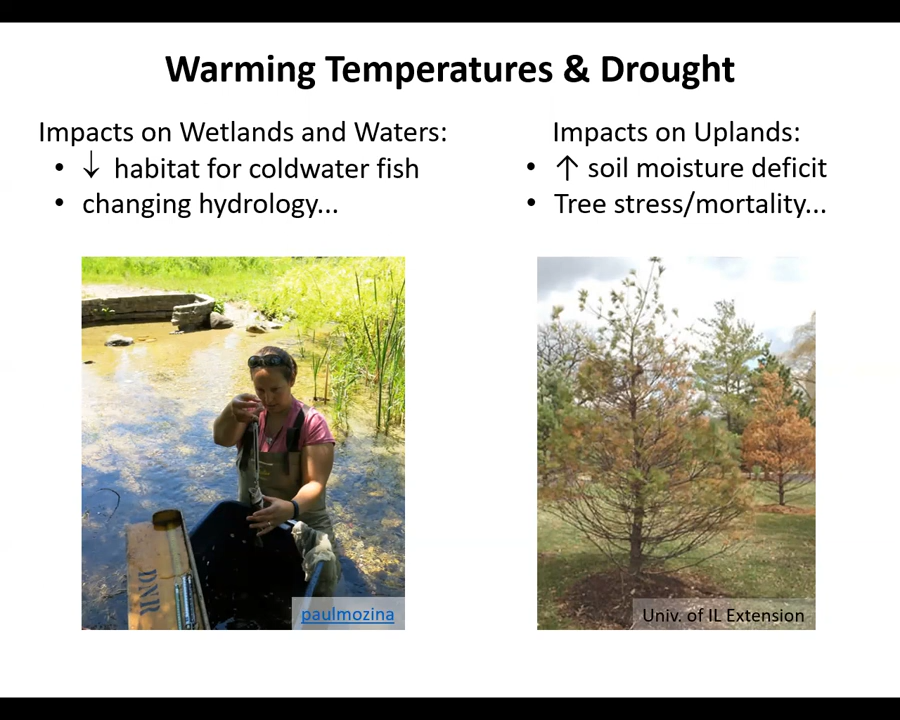 Warming Temperatures & Drought
Impacts on Wetlands and Waters:
• ↓ habitat for coldwater fish
• changing hydrology...
Impacts on Uplands:
• ↑ soil moisture deficit
• Tree stress/mortality...
DNR
paulmozina
Univ. of IL Extension